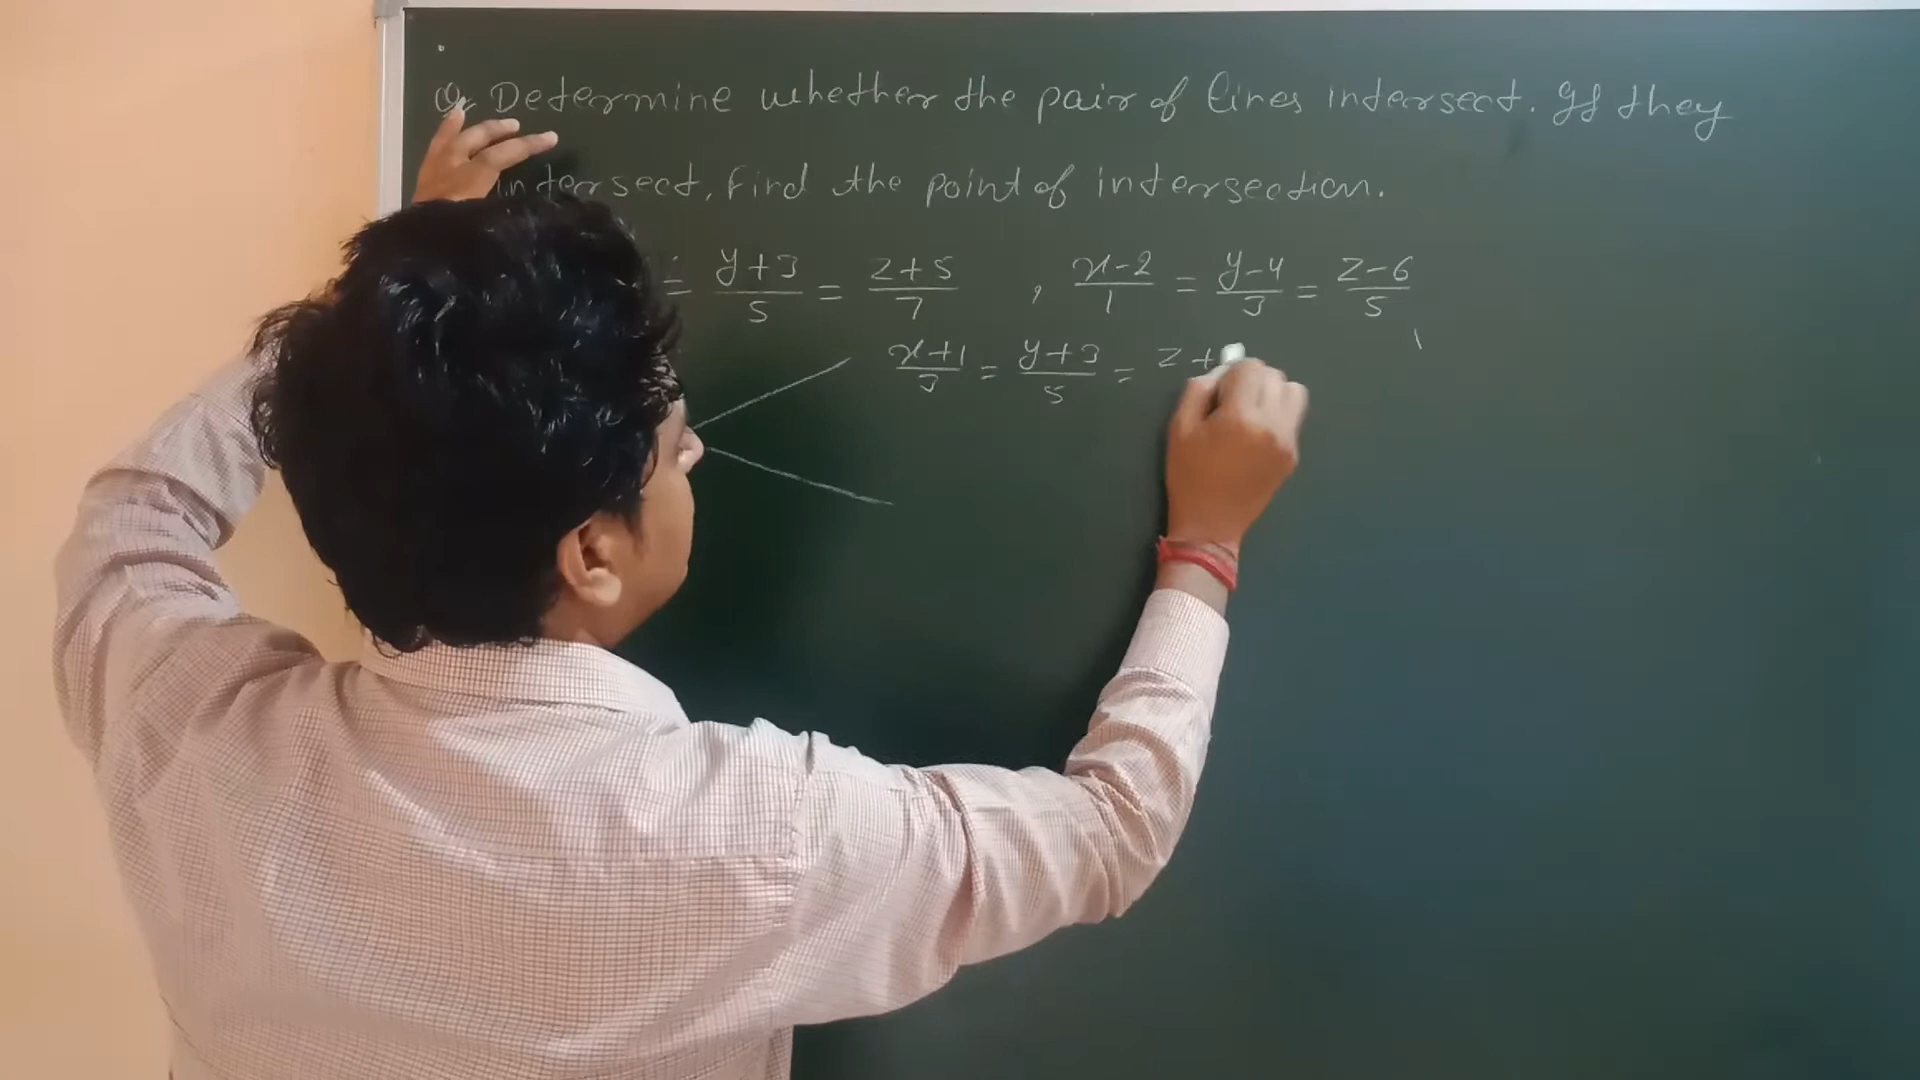 Q. Determine whether the pair of lines intersect. If they
intersect, Find the point of intersection.
= y+3/5 = z+5/7 , x-2/1 = y-4/3 = z-6/5
x+1/3 = y+3/5 = z+